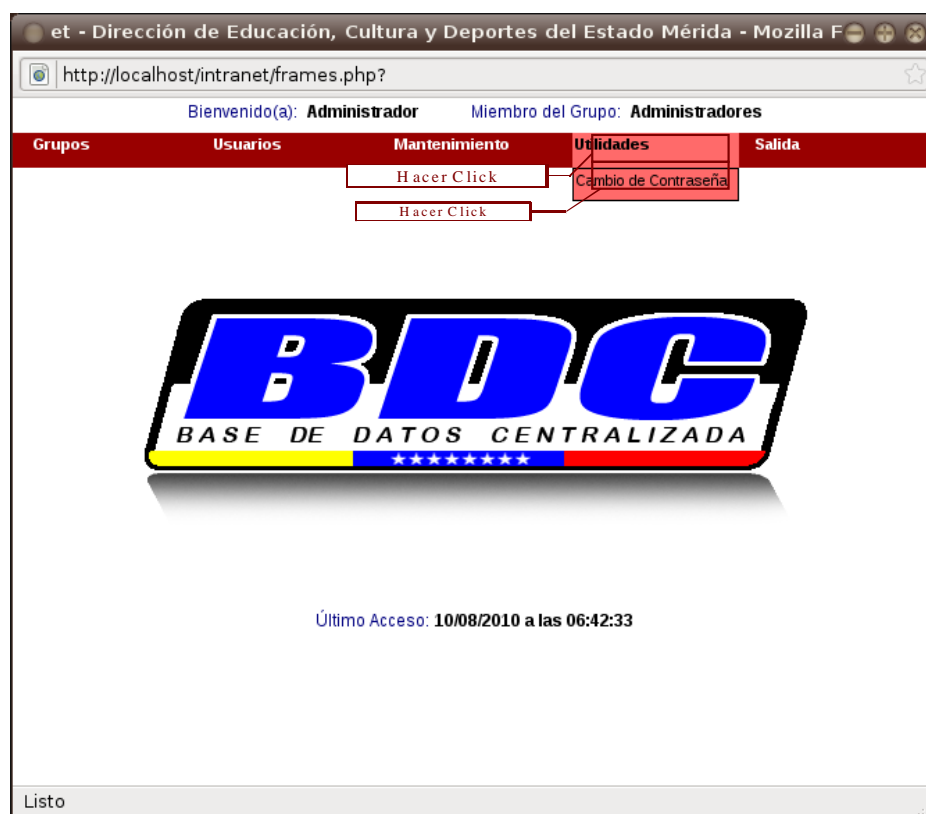 et - Dirección de Educación, Cultura y Deportes del Estado Mérida - Mozilla F
http://localhost/intranet/frames.php?
Bienvenido(a): Administrador Miembro del Grupo: Administradores
Grupos Usuarios Mantenimiento Utilidades Salida
Hacer Click Cambio de Contraseña
Hacer Click
BDC
BASE DE DATOS CENTRALIZADA
Último Acceso: 10/08/2010 a las 06:42:33
Listo